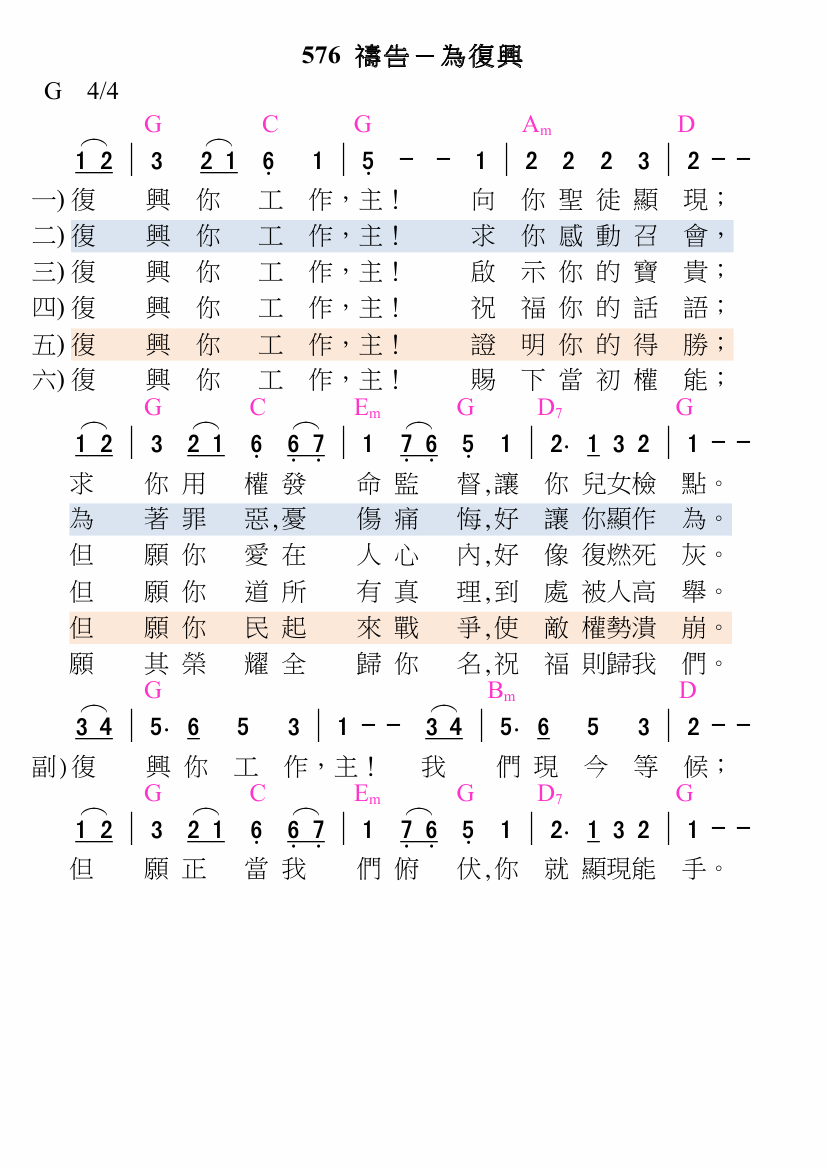 576 禱告－為復興
G 4/4
G C G Am D
1 2 | 3 2 1 6 1 | 5 － － 1 | 2 2 2 3 | 2 － －
一) 復 興 你 工 作，主！ 向 你 聖 徒 顯 現；
二) 復 興 你 工 作，主！ 求 你 感 動 召 會，
三) 復 興 你 工 作，主！ 啟 示 你 的 寶 貴；
四) 復 興 你 工 作，主！ 祝 福 你 的 話 語；
五) 復 興 你 工 作，主！ 證 明 你 的 得 勝；
六) 復 興 你 工 作，主！ 賜 下 當 初 權 能；
G C Em G D7 G
1 2 | 3 2 1 6 6 7 | 1 7 6 5 1 | 2. 1 3 2 | 1 － －
求 你 用 權 發 命 監 督,讓 你 兒女檢 點。
為 著 罪 惡,憂 傷 痛 悔,好 讓 你顯作 為。
但 願 你 愛 在 人 心 內,好 像 復燃死 灰。
但 願 你 道 所 有 真 理,到 處 被人高 舉。
但 願 你 民 起 來 戰 爭,使 敵 權勢潰 崩。
願 其 榮 耀 全 歸 你 名,祝 福 則歸我 們。
G Bm D
3 4 | 5. 6 5 3 | 1 － － 3 4 | 5. 6 5 3 | 2 － －
副) 復 興 你 工 作，主！ 我 們 現 今 等 候；
G C Em G D7 G
1 2 | 3 2 1 6 6 7 | 1 7 6 5 1 | 2. 1 3 2 | 1 － －
但 願 正 當 我 們 俯 伏,你 就 顯現能 手。